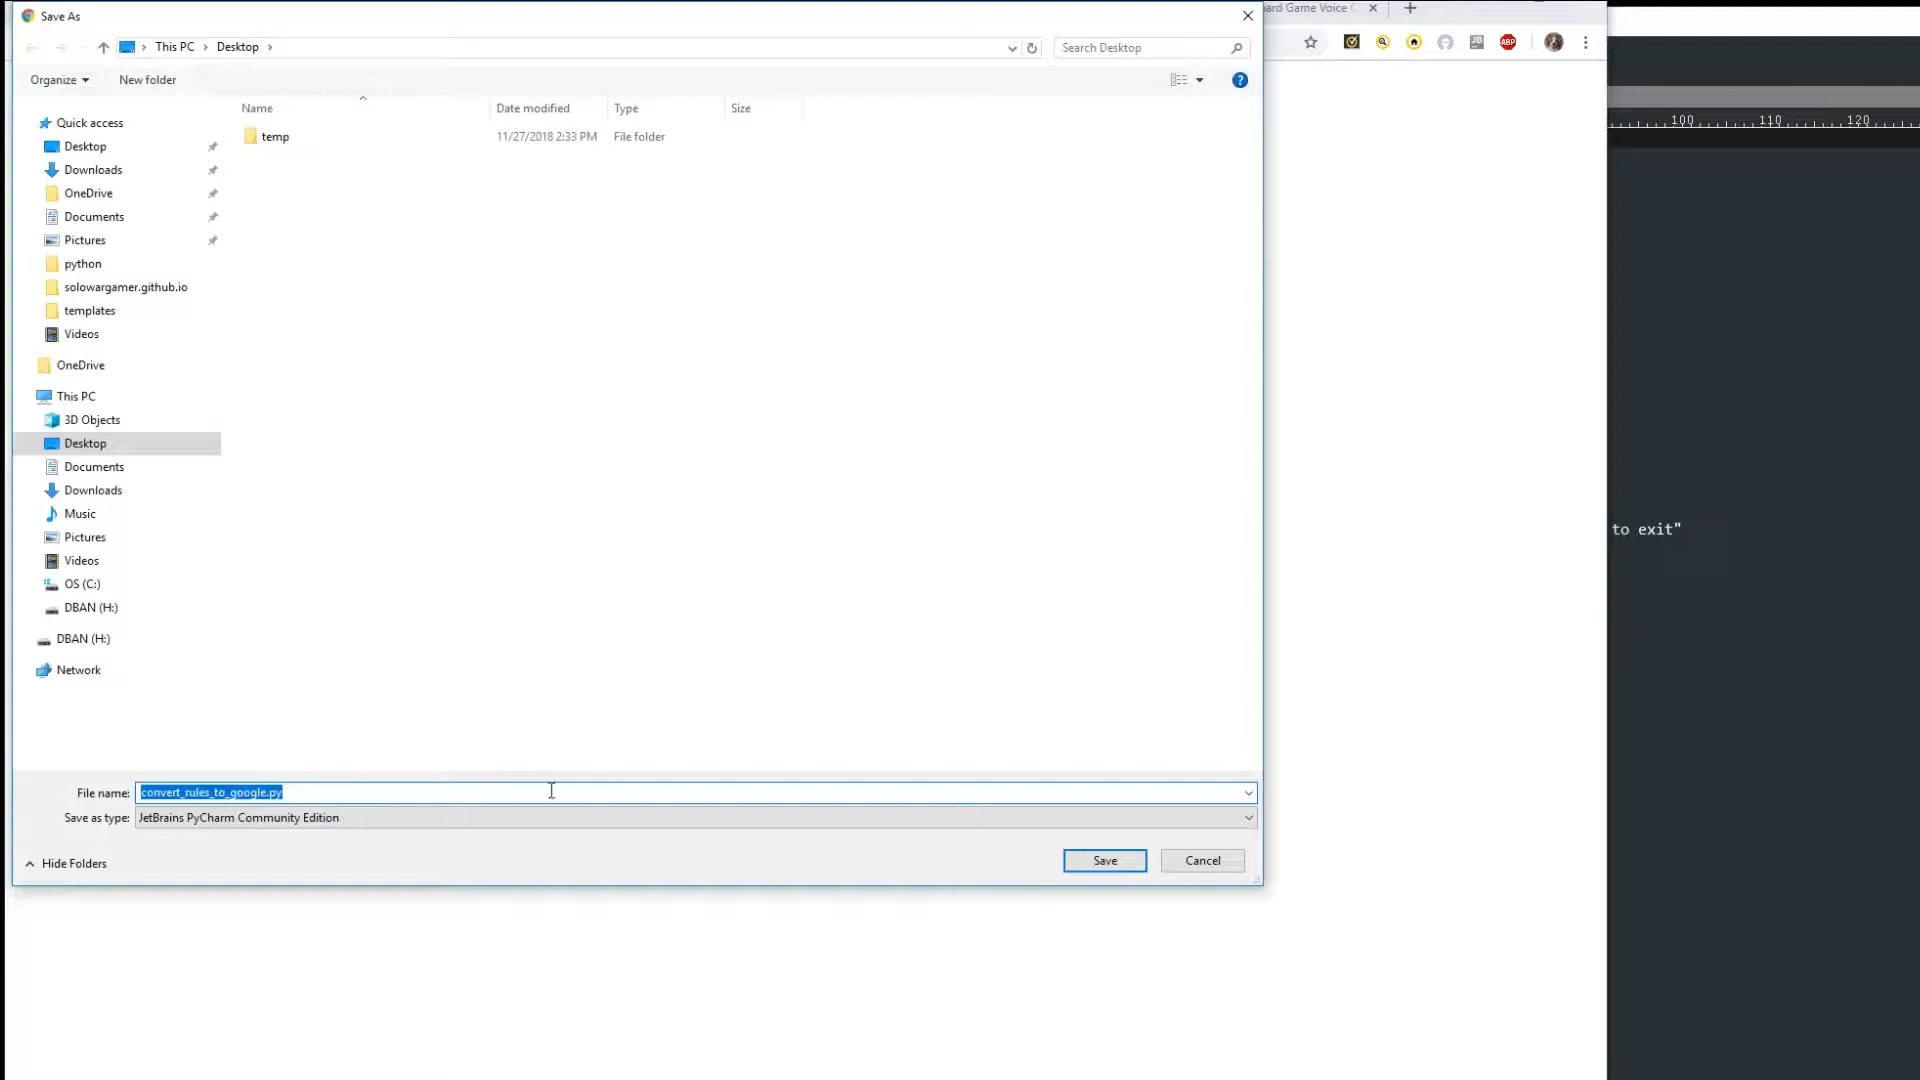 Save As
This PC
Desktop
Search Desktop
Organize
New folder
Name
Date modified
Type
Size
temp
11/27/2018 2:33 PM
File folder
Quick access
Desktop
Downloads
OneDrive
Documents
Pictures
python
solowargamer.github.io
templates
Videos
OneDrive
This PC
3D Objects
Desktop
Documents
Downloads
Music
Pictures
Videos
OS (C:)
DBAN (H:)
DBAN (H:)
Network
File name: convert_rules_to_google.py
Save as type: JetBrains PyCharm Community Edition
Hide Folders
Save
Cancel
Game Voice
ABP
100 110 120
to exit"